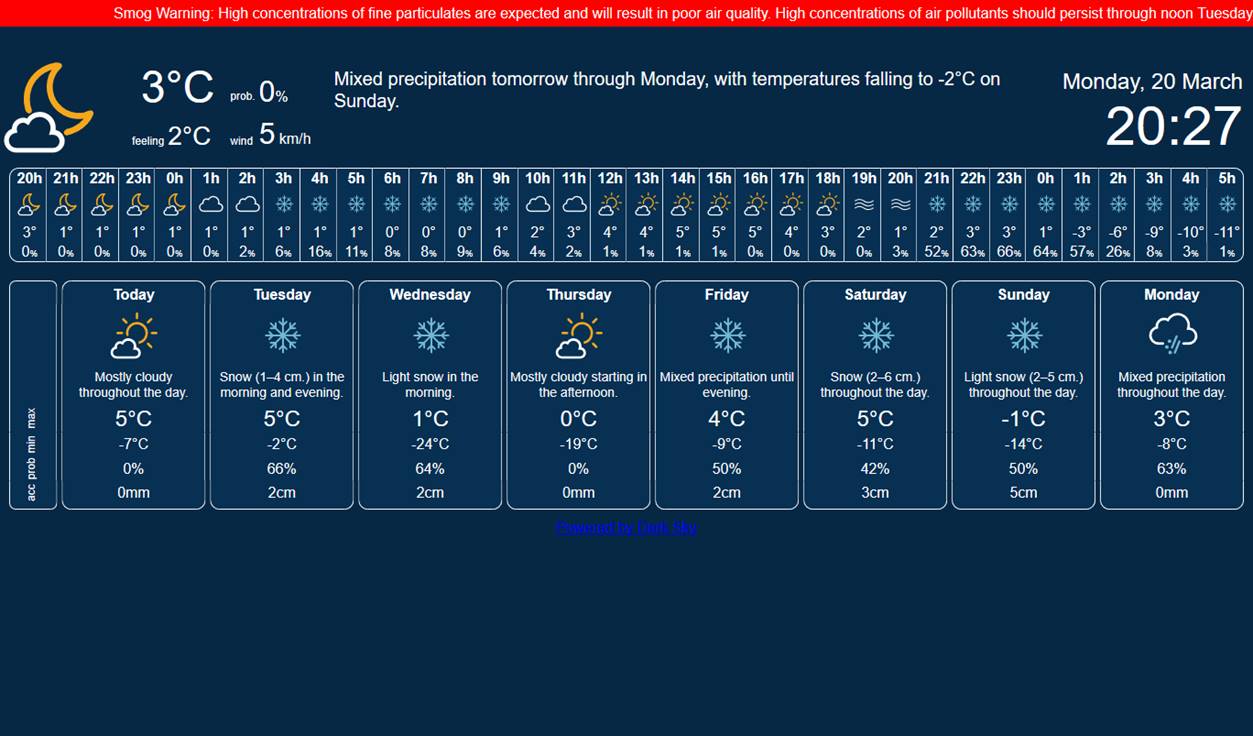 Smog Warning: High concentrations of fine particulates are expected and will result in poor air quality. High concentrations of air pollutants should persist through noon Tuesday
3°C prob. 0%
feeling 2°C wind 5 km/h
Mixed precipitation tomorrow through Monday, with temperatures falling to -2°C on
Sunday.
Monday, 20 March
20:27
20h 21h 22h 23h 0h 1h 2h 3h 4h 5h 6h 7h 8h 9h 10h 11h 12h 13h 14h 15h 16h 17h 18h 19h 20h 21h 22h 23h 0h 1h 2h 3h 4h 5h
3° 1° 1° 1° 1° 1° 1° 1° 1° 1° 0° 0° 0° 1° 2° 3° 4° 4° 5° 5° 5° 4° 3° 2° 1° 2° 3° 3° 1° -3° -6° -9° -10° -11°
0% 0% 0% 0% 0% 0% 2% 6% 16% 11% 8% 8% 9% 6% 4% 2% 1% 1% 1% 1% 0% 0% 0% 0% 3% 52% 63% 66% 64% 57% 26% 8% 3% 1%
acc prob min max
Today
Mostly cloudy
throughout the day.
5°C
-7°C
0%
0mm
Tuesday
Snow (1–4 cm.) in the
morning and evening.
5°C
-2°C
66%
2cm
Wednesday
Light snow in the
morning.
1°C
-24°C
64%
2cm
Thursday
Mostly cloudy starting in
the afternoon.
0°C
-19°C
0%
0mm
Friday
Mixed precipitation until
evening.
4°C
-9°C
50%
2cm
Saturday
Snow (2–6 cm.)
throughout the day.
5°C
-11°C
42%
3cm
Sunday
Light snow (2–5 cm.)
throughout the day.
-1°C
-14°C
50%
5cm
Monday
Mixed precipitation
throughout the day.
3°C
-8°C
63%
0mm
Powered by Dark Sky